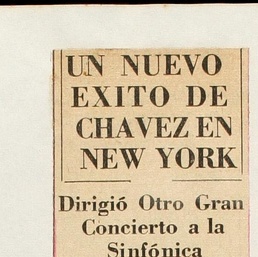 UN NUEVO
EXITO DE
CHAVEZ EN
NEW YORK
Dirigió Otro Gran
Concierto a la
Sinfónica